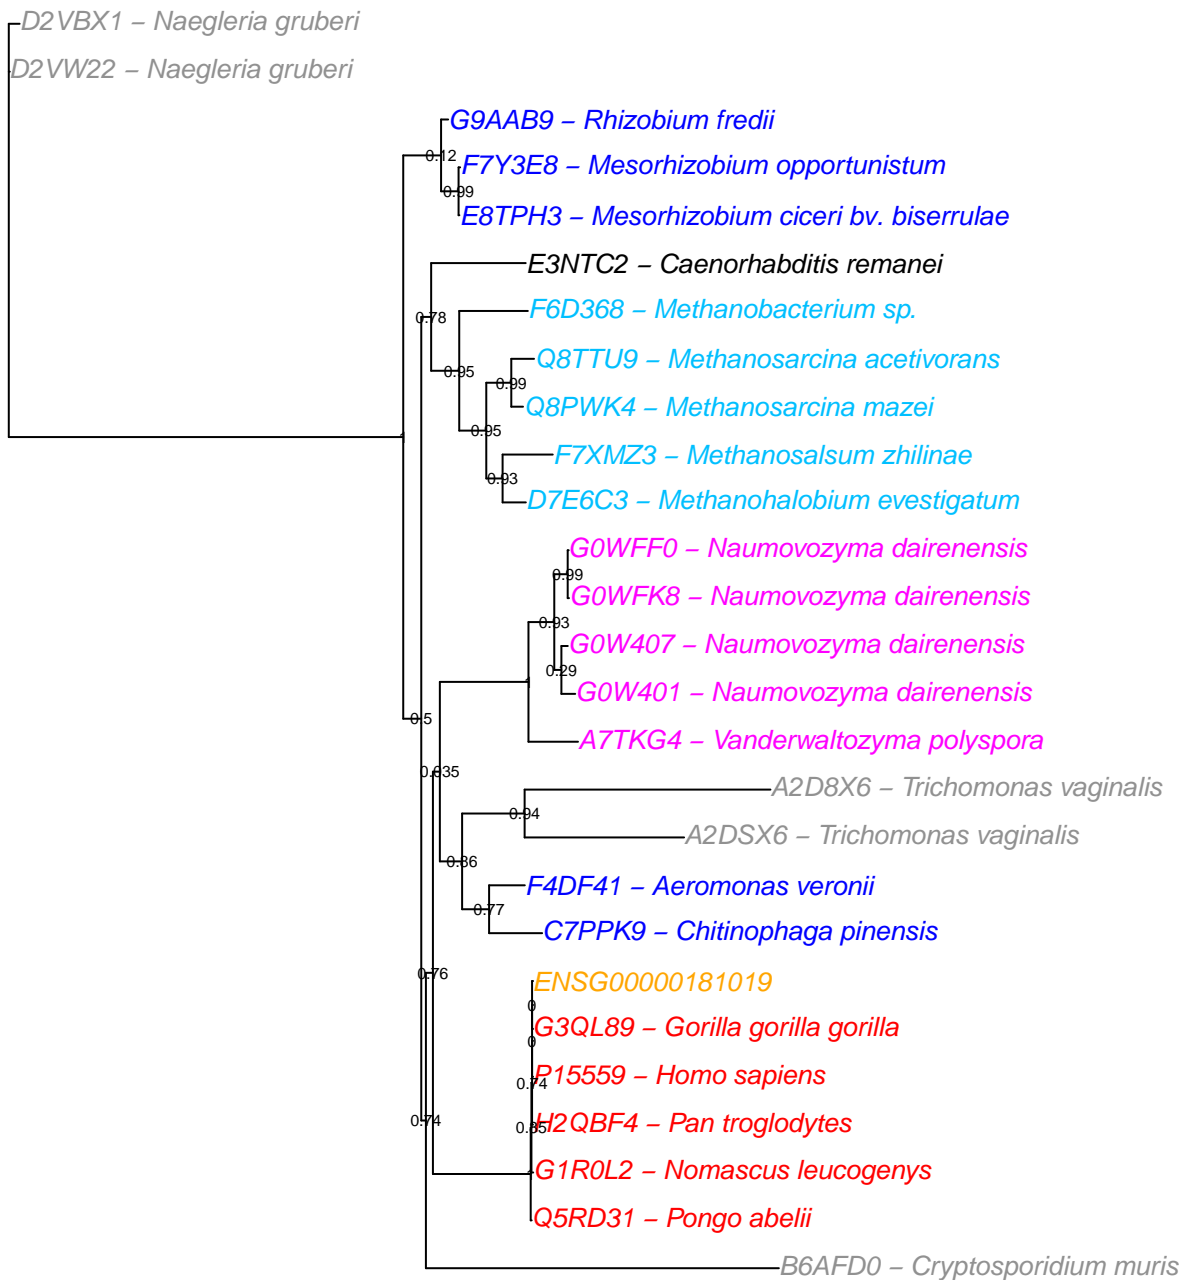 D2VBX1 – Naegleria gruberi
D2VW22 – Naegleria gruberi
G9AAB9 – Rhizobium fredii
0.12
F7Y3E8 – Mesorhizobium opportunistum
0.99
E8TPH3 – Mesorhizobium ciceri bv. biserrulae
E3NTC2 – Caenorhabditis remanei
F6D368 – Methanobacterium sp.
0.78
Q8TTU9 – Methanosarcina acetivorans
0.95
0.99
Q8PWK4 – Methanosarcina mazei
0.95
1
F7XMZ3 – Methanosalsum zhilinae
0.93
D7E6C3 – Methanohalobium evestigatum
G0WFF0 – Naumovozyma dairenensis
0.99
G0WFK8 – Naumovozyma dairenensis
0.93
G0W407 – Naumovozyma dairenensis
0.29
1
G0W401 – Naumovozyma dairenensis
0.5
A7TKG4 – Vanderwaltozyma polyspora
0.035
A2D8X6 – Trichomonas vaginalis
0.94
A2DSX6 – Trichomonas vaginalis
0.36
F4DF41 – Aeromonas veronii
0.77
C7PPK9 – Chitinophaga pinensis
0.76
ENSG00000181019
0
G3QL89 – Gorilla gorilla gorilla
0
P15559 – Homo sapiens
0.74
0.74
H2QBF4 – Pan troglodytes
0.85
G1R0L2 – Nomascus leucogenys
1
Q5RD31 – Pongo abelii
B6AFD0 – Cryptosporidium muris